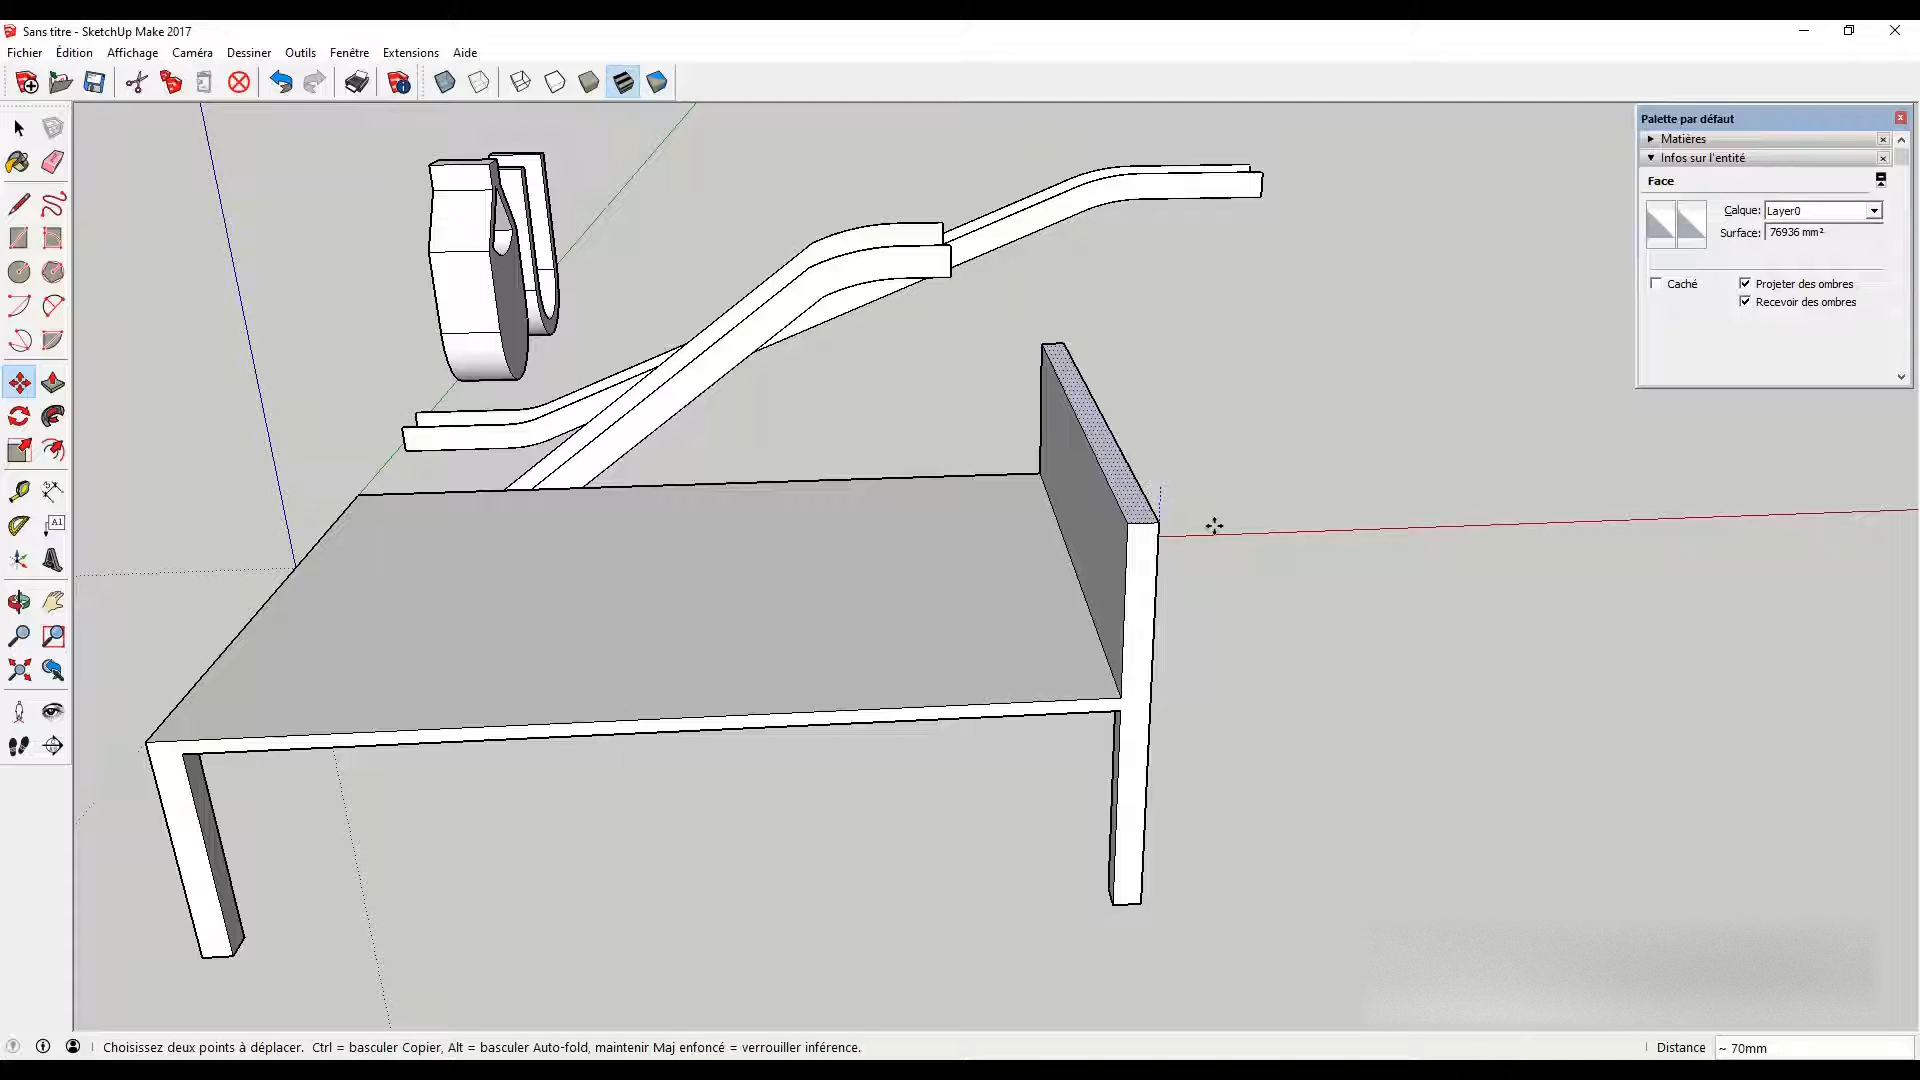 Sans titre - SketchUp Make 2017
Fichier Édition Affichage Caméra Dessiner Outils Fenêtre Extensions Aide
Palette par défaut
Matières
Infos sur l'entité
Face
Calque: Layer0
Surface: 76936 mm²
Caché
Projeter des ombres
Recevoir des ombres
A1
Choisissez deux points à déplacer. Ctrl = basculer Copier, Alt = basculer Auto-fold, maintenir Maj enfoncé = verrouiller inférence.
Distance ~ 70mm